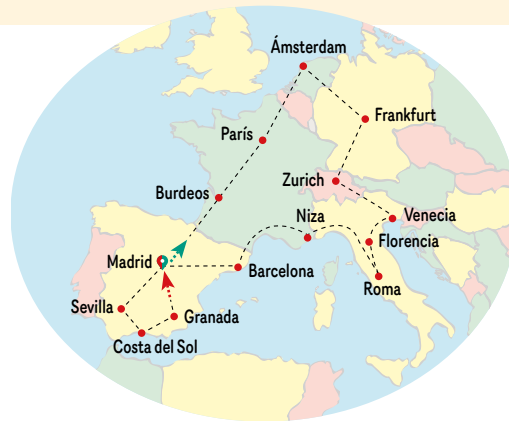 Ámsterdam
Frankfurt
París
Zurich
Burdeos
Venecia
Niza
Florencia
Madrid
Barcelona
Roma
Sevilla
Granada
Costa del Sol